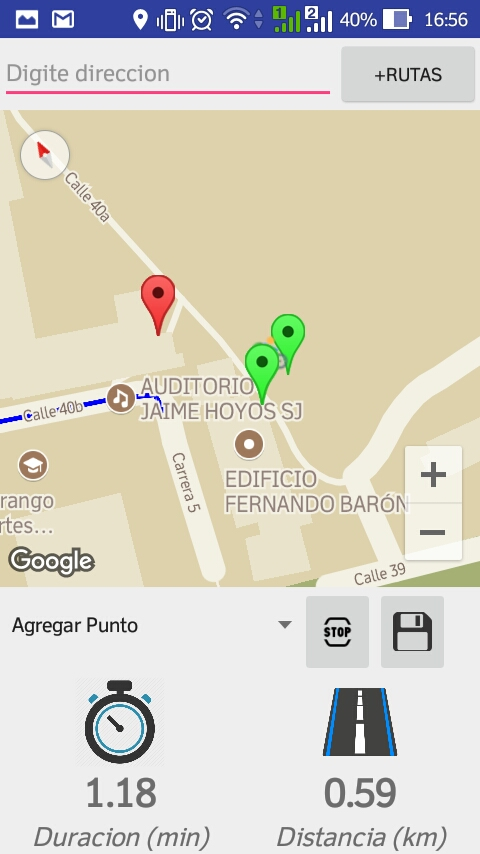 1 2 40% 16:56
Digite direccion
+RUTAS
Calle 40a
AUDITORIO
JAIME HOYOS SJ
Calle 40b
Carrera 5
EDIFICIO
FERNANDO BARÓN
rango
rtes...
Google
Calle 39
+
−
Agregar Punto
STOP
1.18
0.59
Duracion (min)
Distancia (km)